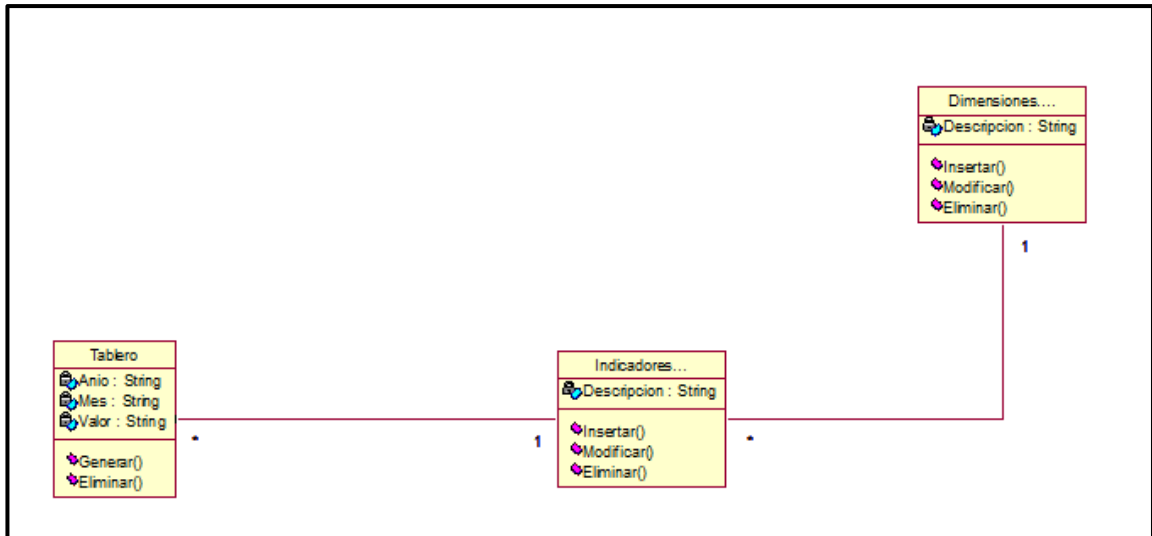 Dimensiones....
Descripcion : String
Insertar()
Modificar()
Eliminar()
1
Tablero
Anio : String
Mes : String
Valor : String
Generar()
Eliminar()
*
1
Indicadores...
Descripcion : String
Insertar()
Modificar()
Eliminar()
*